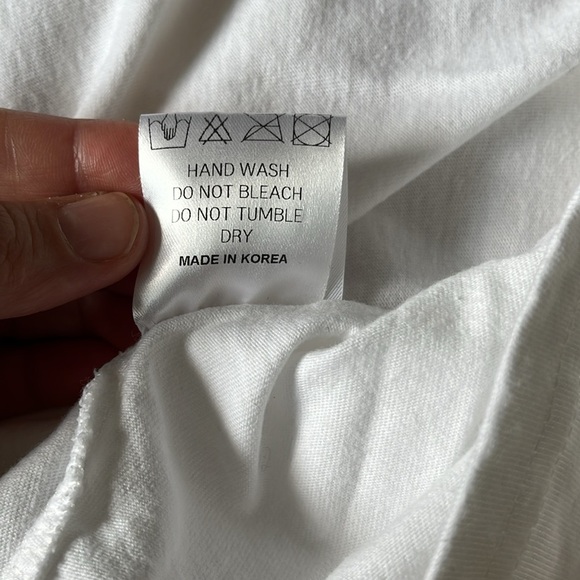 HAND WASH
DO NOT BLEACH
DO NOT TUMBLE
DRY
MADE IN KOREA